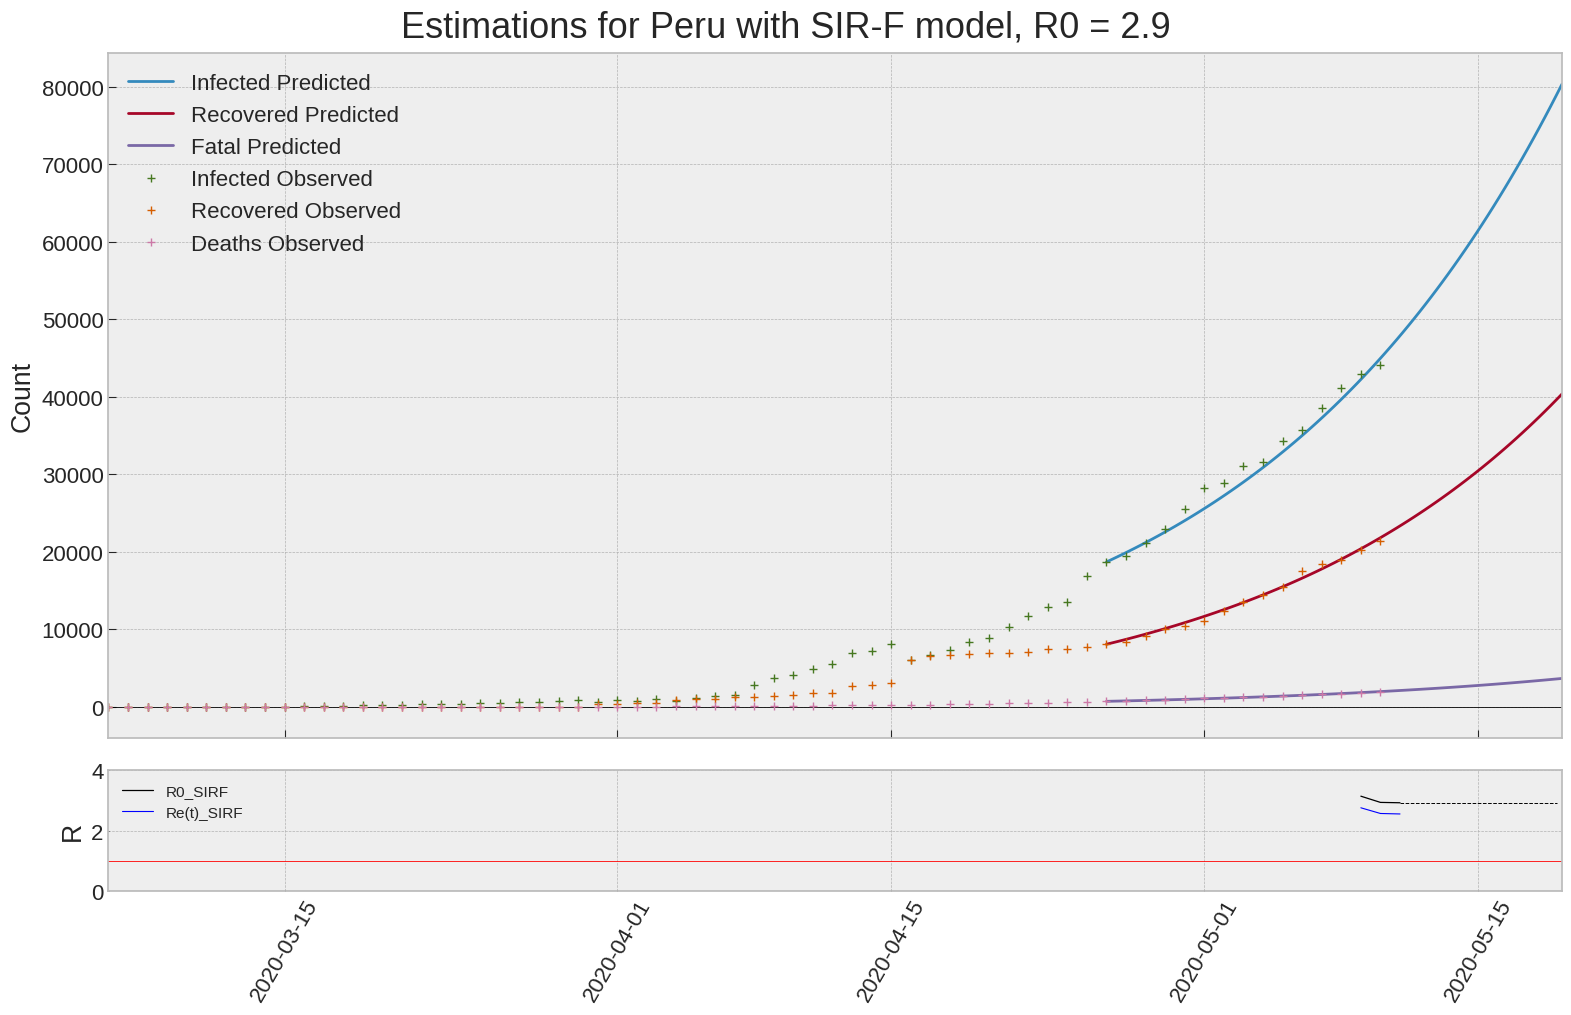 Estimations for Peru with SIR-F model, R0 = 2.9
Infected Predicted
Recovered Predicted
Fatal Predicted
Infected Observed
Recovered Observed
Deaths Observed
80000
70000
60000
50000
40000
30000
20000
10000
0
Count
R0_SIRF
Re(t)_SIRF
4
2
0
R
2020-03-15
2020-04-01
2020-04-15
2020-05-01
2020-05-15